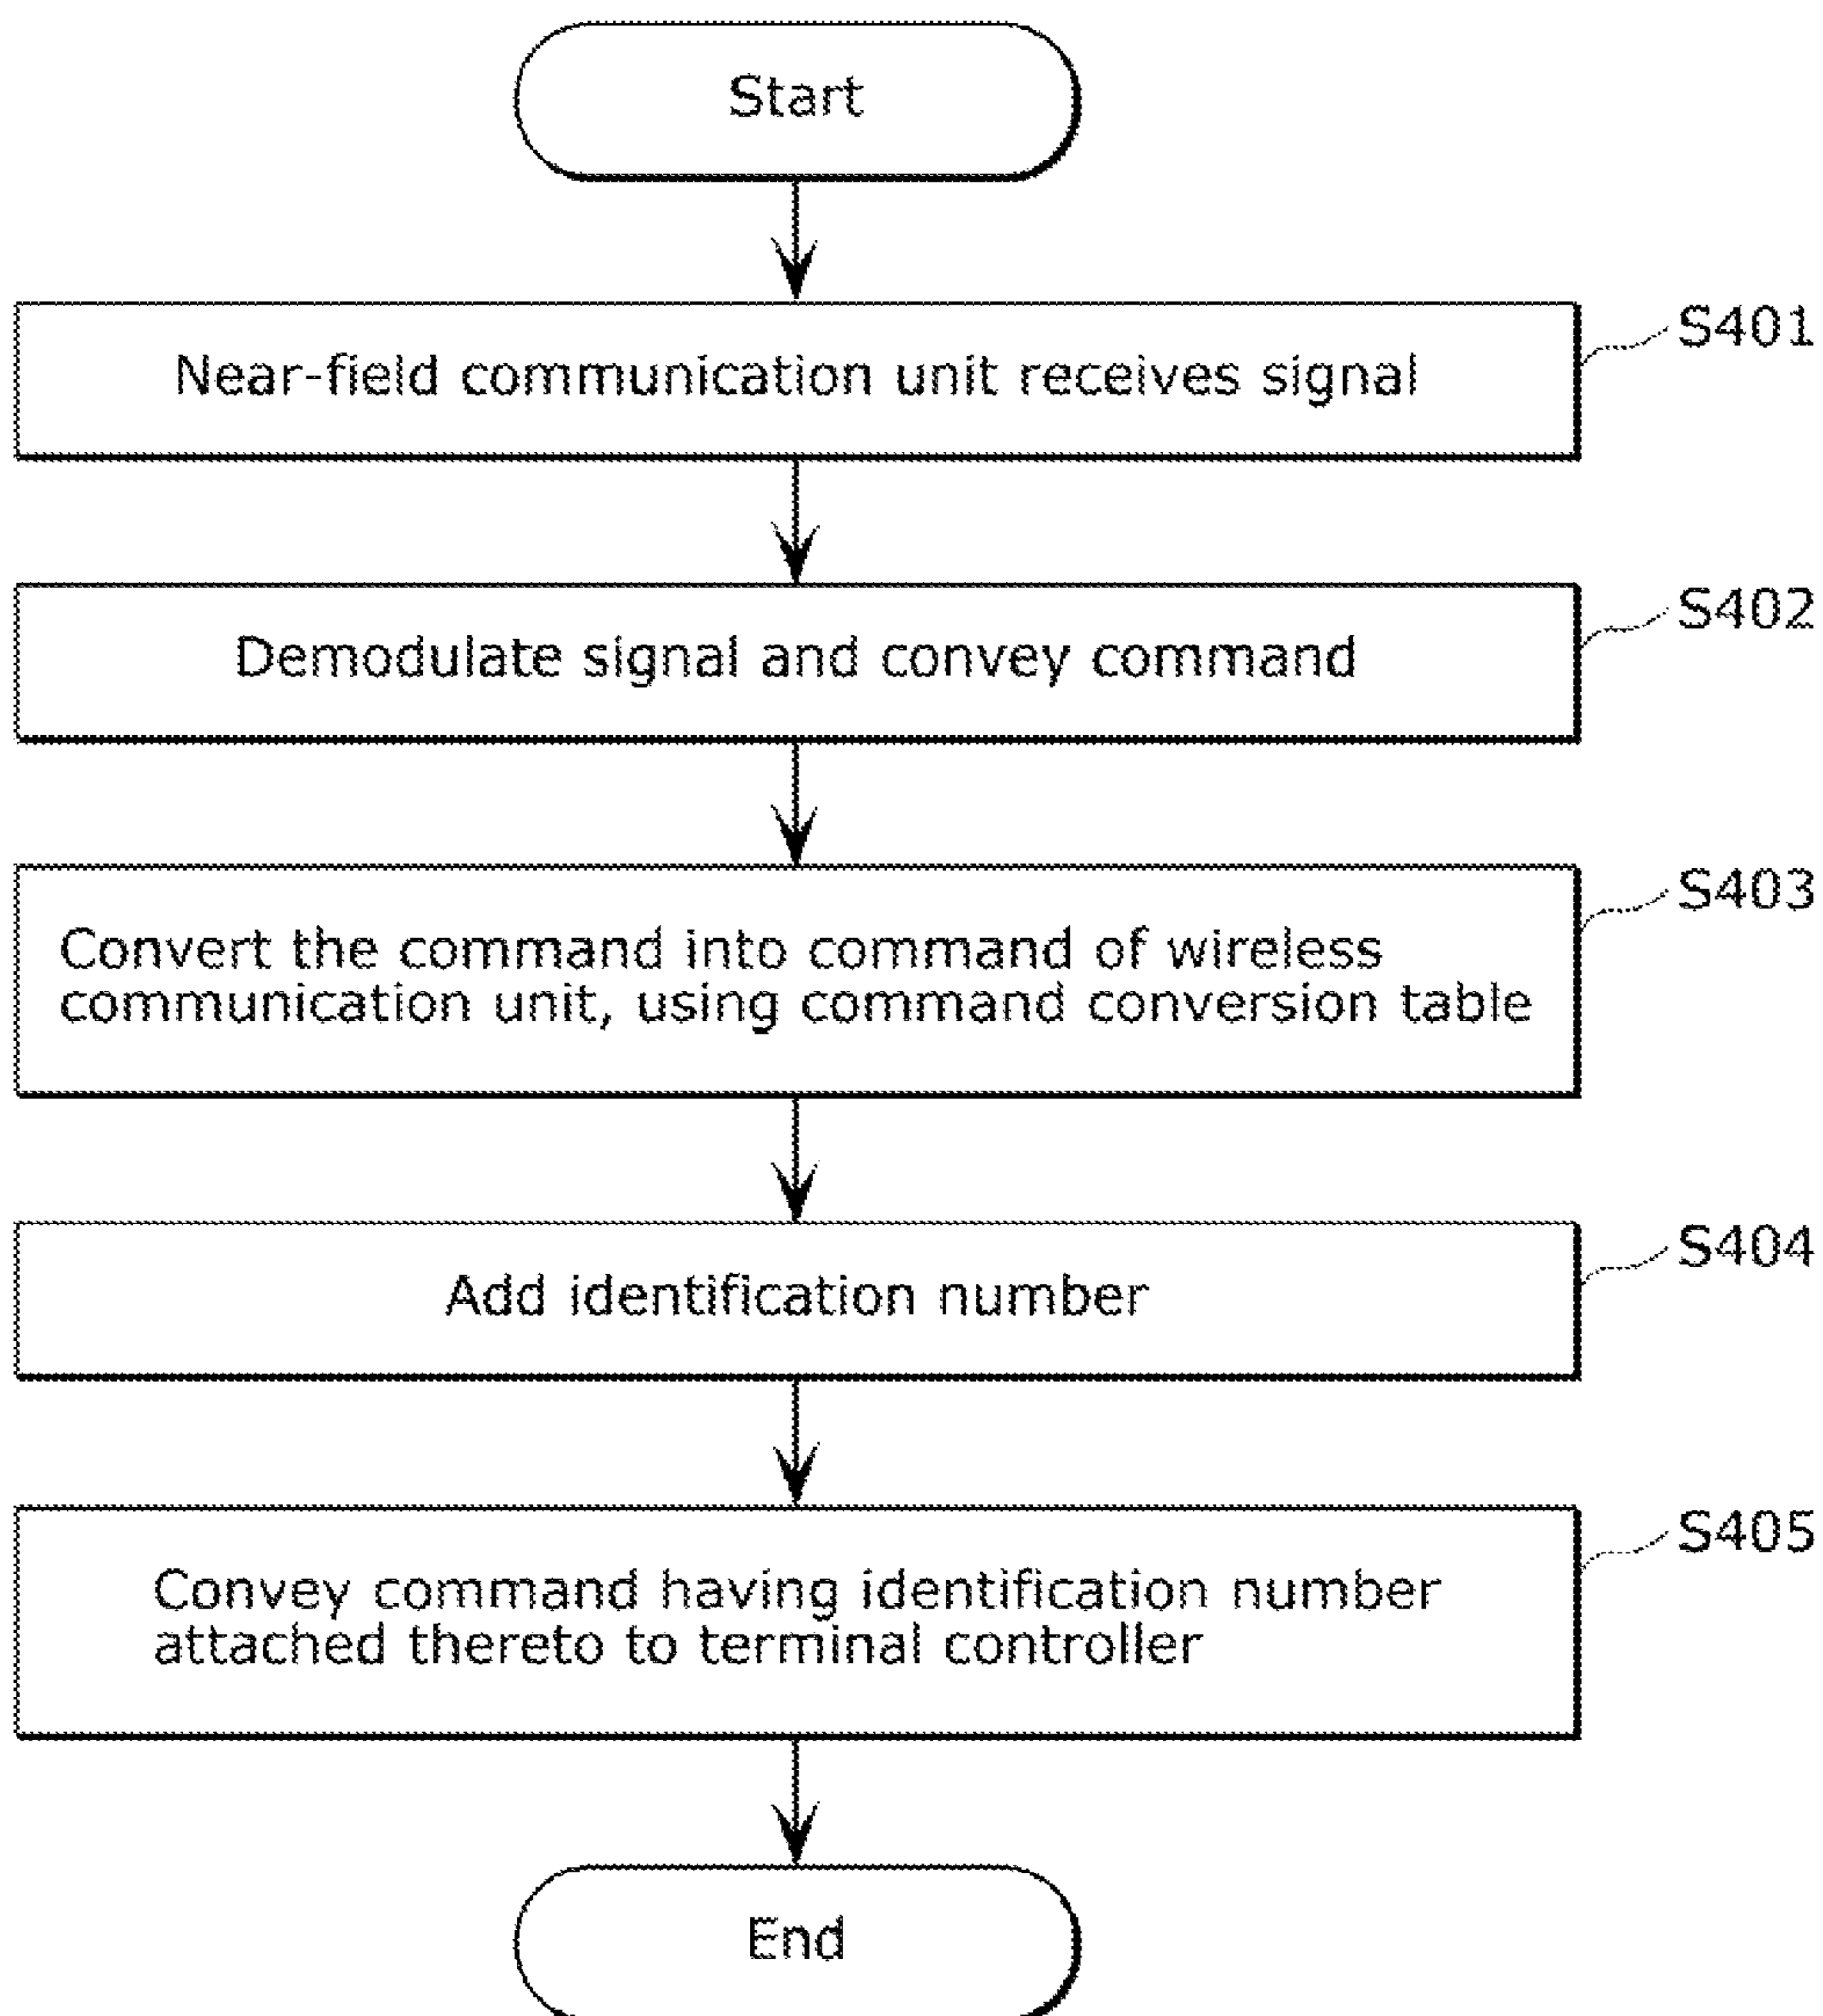 Start
Near-field communication unit receives signal
S401
Demodulate signal and convey command
S402
Convert the command into command of wireless
communication unit, using command conversion table
S403
Add identification number
S404
Convey command having identification number
attached thereto to terminal controller
S405
End